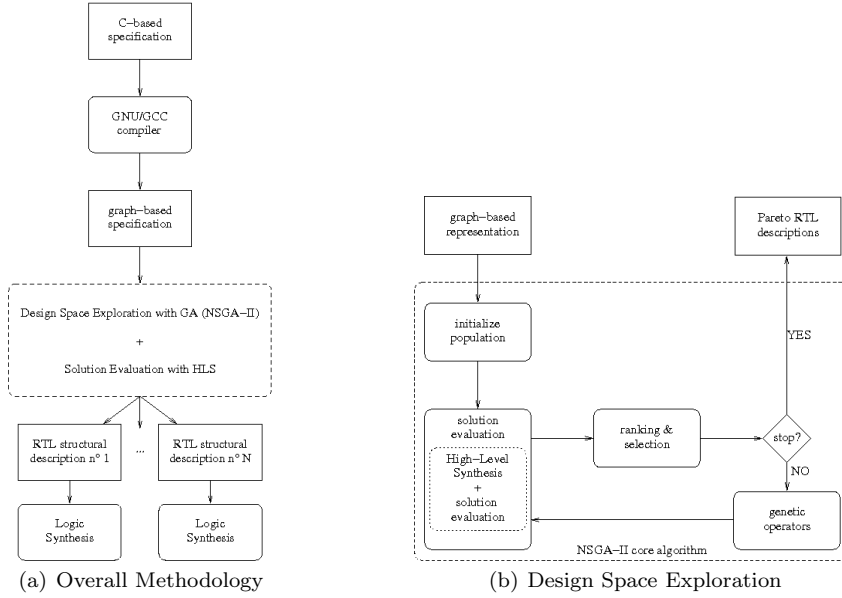 C−based
specification
GNU/GCC
compiler
graph−based
specification
Design Space Exploration with GA (NSGA−II)
+
Solution Evaluation with HLS
RTL structural
description nº 1
...
RTL structural
description nº N
Logic
Synthesis
Logic
Synthesis
(a) Overall Methodology
graph−based
representation
Pareto RTL
descriptions
initialize
population
YES
solution
evaluation
High−Level
Synthesis
+
solution
evaluation
ranking &
selection
stop?
NO
genetic
operators
NSGA−II core algorithm
(b) Design Space Exploration